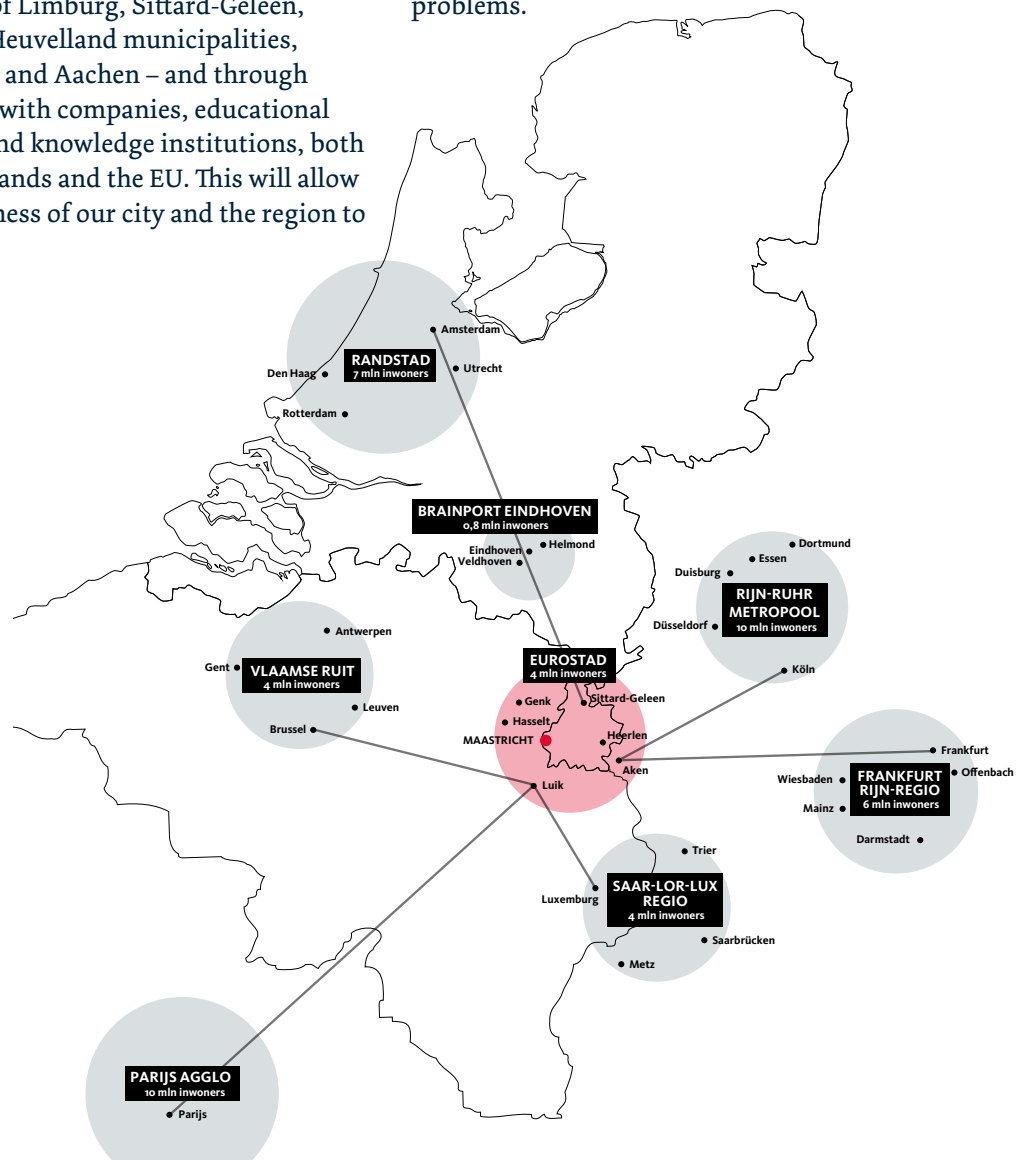 of Limburg, Sittard-Geleen,
Heuvelland municipalities,
and Aachen – and through
with companies, educational
nd knowledge institutions, both
ands and the EU. This will allow
ness of our city and the region to
problems.
Amsterdam
RANDSTAD
7 mln inwoners
Utrecht
Den Haag
Rotterdam
BRAINPORT EINDHOVEN
0,8 mln inwoners
Helmond
Eindhoven
Veldhoven
Dortmund
Essen
Duisburg
RIJN-RUHR
METROPOOL
10 mln inwoners
Düsseldorf
Köln
Antwerpen
Gent
VLAAMSE RUIT
4 mln inwoners
Leuven
Brussel
EUROSTAD
4 mln inwoners
Sittard-Geleen
Genk
Hasselt
MAASTRICHT
Heerlen
Aken
Luik
Frankfurt
Offenbach
Wiesbaden
FRANKFURT
RIJN-REGIO
6 mln inwoners
Mainz
Darmstadt
Trier
Luxemburg
SAAR-LOR-LUX
REGIO
4 mln inwoners
Saarbrücken
Metz
PARIJS AGGLO
10 mln inwoners
Parijs